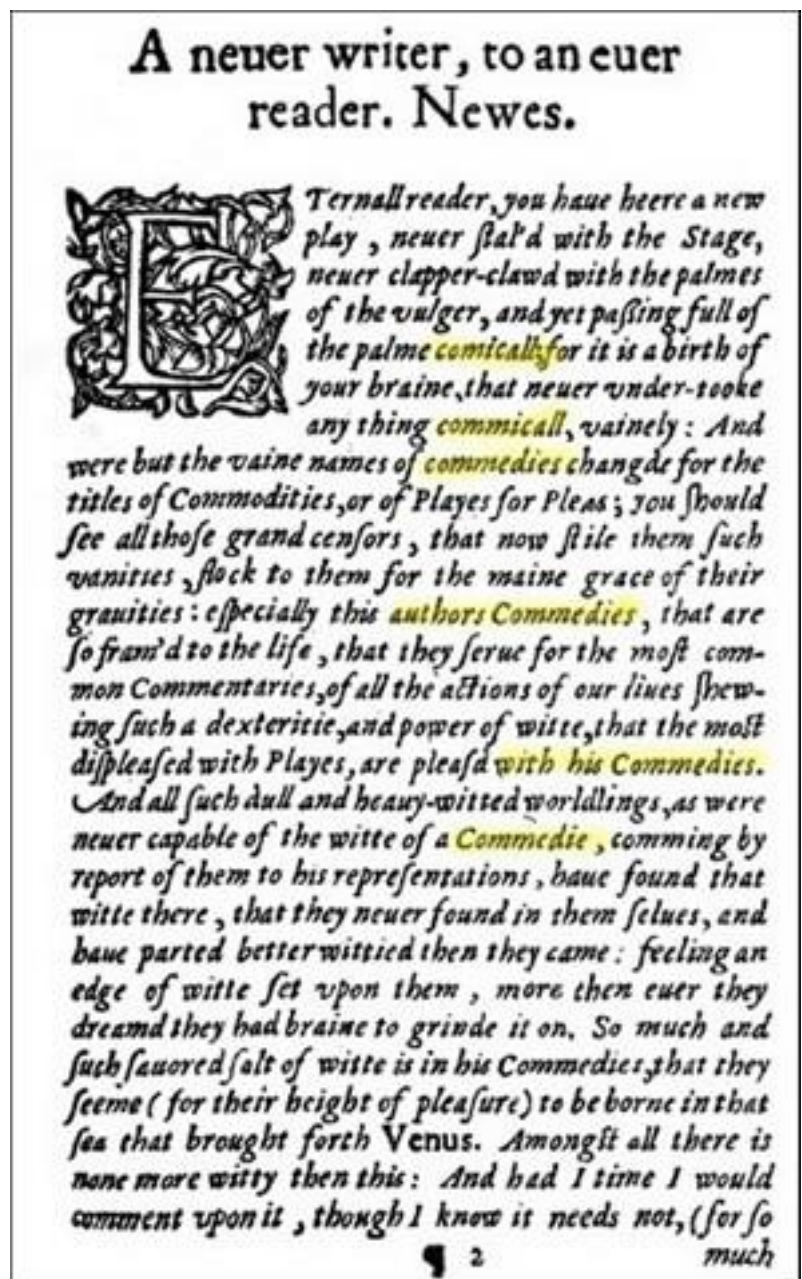 A neuer writer, to an euer
reader. Newes.
ETernall reader, you haue heere a new
play, neuer ſtal'd with the Stage,
neuer clapper-clawd with the palmes
of the vulger, and yet paſſing full of
the palme comicall; for it is a birth of
your braine, that neuer vnder-tooke
any thing commicall, vainely: And
were but the vaine names of commedies changde for the
titles of Commodities, or of Playes for Pleas; you ſhould
ſee all thoſe grand cenſors, that now ſtile them ſuch
vanities, flock to them for the maine grace of their
grauities: eſpecially this authors Commedies, that are
ſo fram'd to the life, that they ſerue for the moſt com-
mon Commentaries, of all the actions of our liues ſhew-
ing ſuch a dexteritie, and power of witte, that the moſt
diſpleaſed with Playes, are pleaſd with his Commedies.
And all ſuch dull and heauy-witted worldlings, as were
neuer capable of the witte of a Commedie, comming by
report of them to his repreſentations, haue found that
witte there, that they neuer found in them ſelues, and
haue parted better wittied then they came: feeling an
edge of witte ſet vpon them, more then euer they
dreamd they had braine to grinde it on. So much and
ſuch ſauored ſalt of witte is in his Commedies, that they
ſeeme (for their height of pleaſure) to be borne in that
ſea that brought forth Venus. Amongſt all there is
none more witty then this: And had I time I would
comment vpon it, though I know it needs not, (for ſo
¶ 2 much